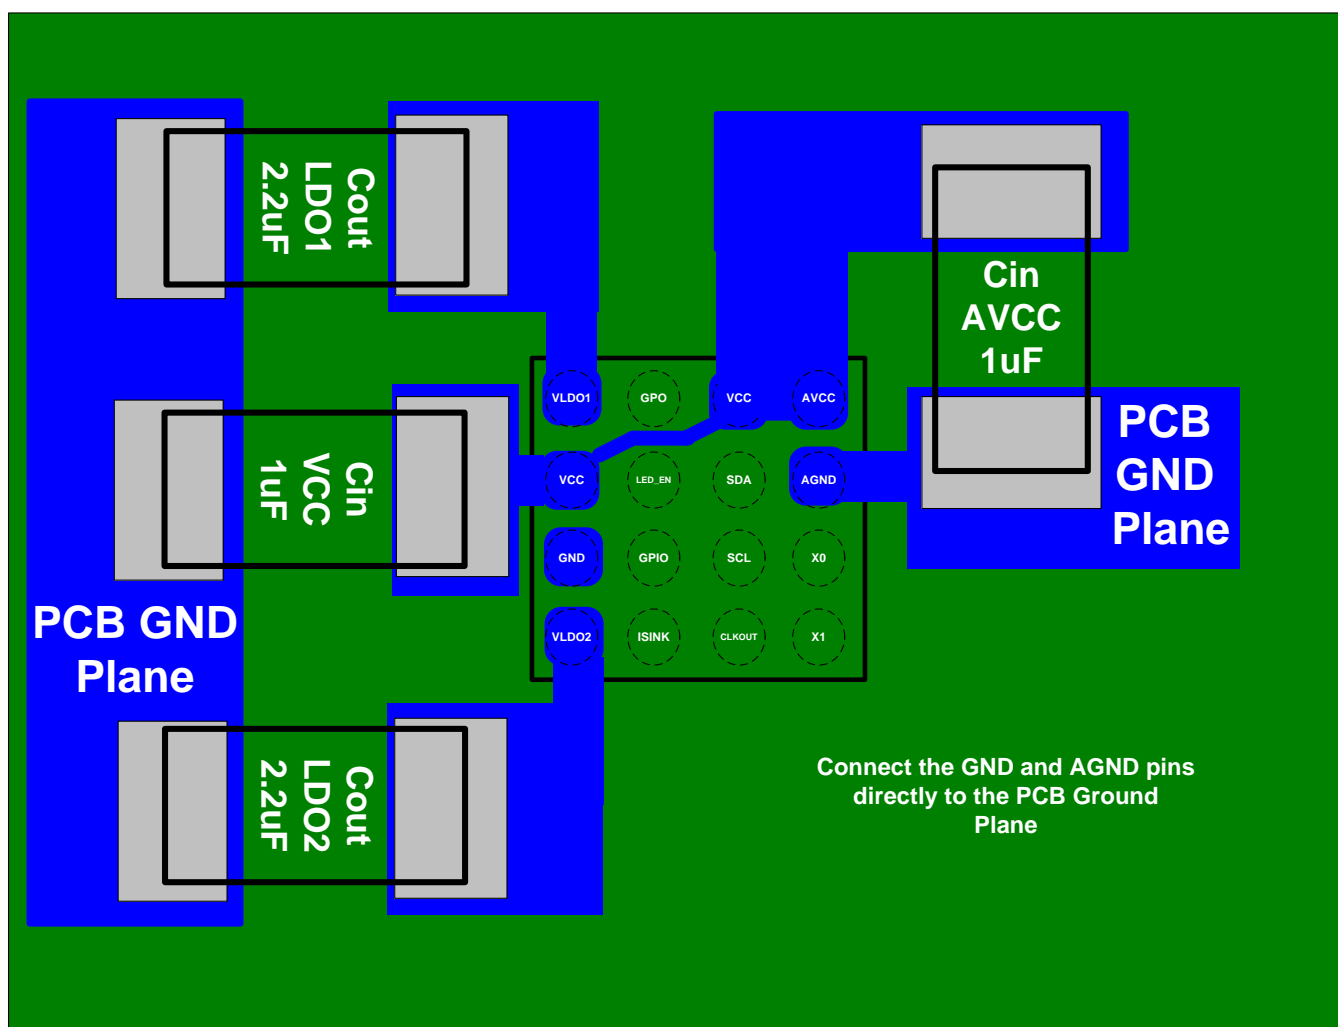 Cout
LDO1
2.2uF
Cin
AVCC
1uF
VLDO1
GPO
VCC
AVCC
Cin
VCC
1uF
VCC
LED_EN
SDA
AGND
PCB
GND
Plane
GND
GPIO
SCL
X0
PCB GND
Plane
VLDO2
ISINK
CLKOUT
X1
Cout
LDO2
2.2uF
Connect the GND and AGND pins
directly to the PCB Ground
Plane